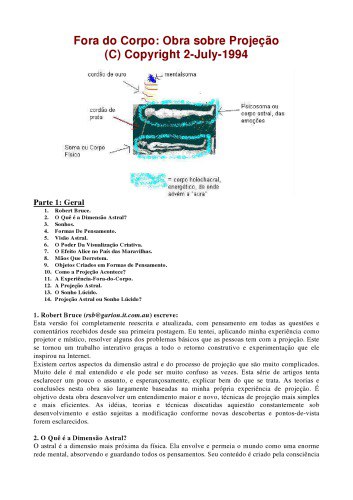 Fora do Corpo: Obra sobre Projeção
(C) Copyright 2-July-1994
cordão de ouro
mentalsoma
cordão de
prata
Psicosoma ou
corpo astral, das
emoções
Soma ou Corpo
Físico
= corpo holochacral,
energético, de onde
advém a "aura"
Parte 1: Geral
1. Robert Bruce.
2. O Quê a Dimensão Astral?
3. Sonhos.
4. Formas De Pensamento.
5. Visão Astral.
6. O Poder Da Visualização Criativa.
7. O Efeito Alice no País das Maravilhas.
8. Mãos Que Derretem.
9. Objetos Criados em Formas de Pensamento.
10. Como a Projeção Acontece?
11. A Experiência-Fora-do-Corpo.
12. A Projeção Astral.
13. O Sonho Lúcido.
14. Projeção Astral ou Sonho Lúcido?
1. Robert Bruce (rxb@garion.it.com.au) escreve:
Esta versão foi completamente reescrita e atualizada, com pensamento em todas as questões e
comentários recebidos desde sua primeira postagem. Eu tentei, aplicando minha experiência como
projetor e místico, resolver alguns dos problemas básicos que as pessoas tem com a projeção. Este
se tornou um trabalho interativo graças a todo o retorno construtivo e experimentação que ele
inspirou na Internet.
Existem certos aspectos da dimensão astral e do processo de projeção que são muito complicados.
Muito dele é mal entendido e ele pode ser muito confuso as vezes. Esta série de artigos tenta
esclarecer um pouco o assunto, e esperançosamente, explicar bem do que se trata. As teorias e
conclusões nesta obra são largamente baseadas na minha própria experiência de projeção. É
objetivo desta obra desenvolver um entendimento maior e novo, técnicas de projeção mais simples
e mais eficientes. As idéias, teorias e técnicas discutidas aquiestão constantemente sob
desenvolvimento e estão sujeitas a modificação conforme novas descobertas e pontos-de-vista
forem esclarecidos.
2. O Quê é a Dimensão Astral?
O astral é a dimensão mais próxima da física. Ela envolve e permeia o mundo como uma enorme
rede mental, absorvendo e guardando todos os pensamentos. Seu conteúdo é criado pela consciência